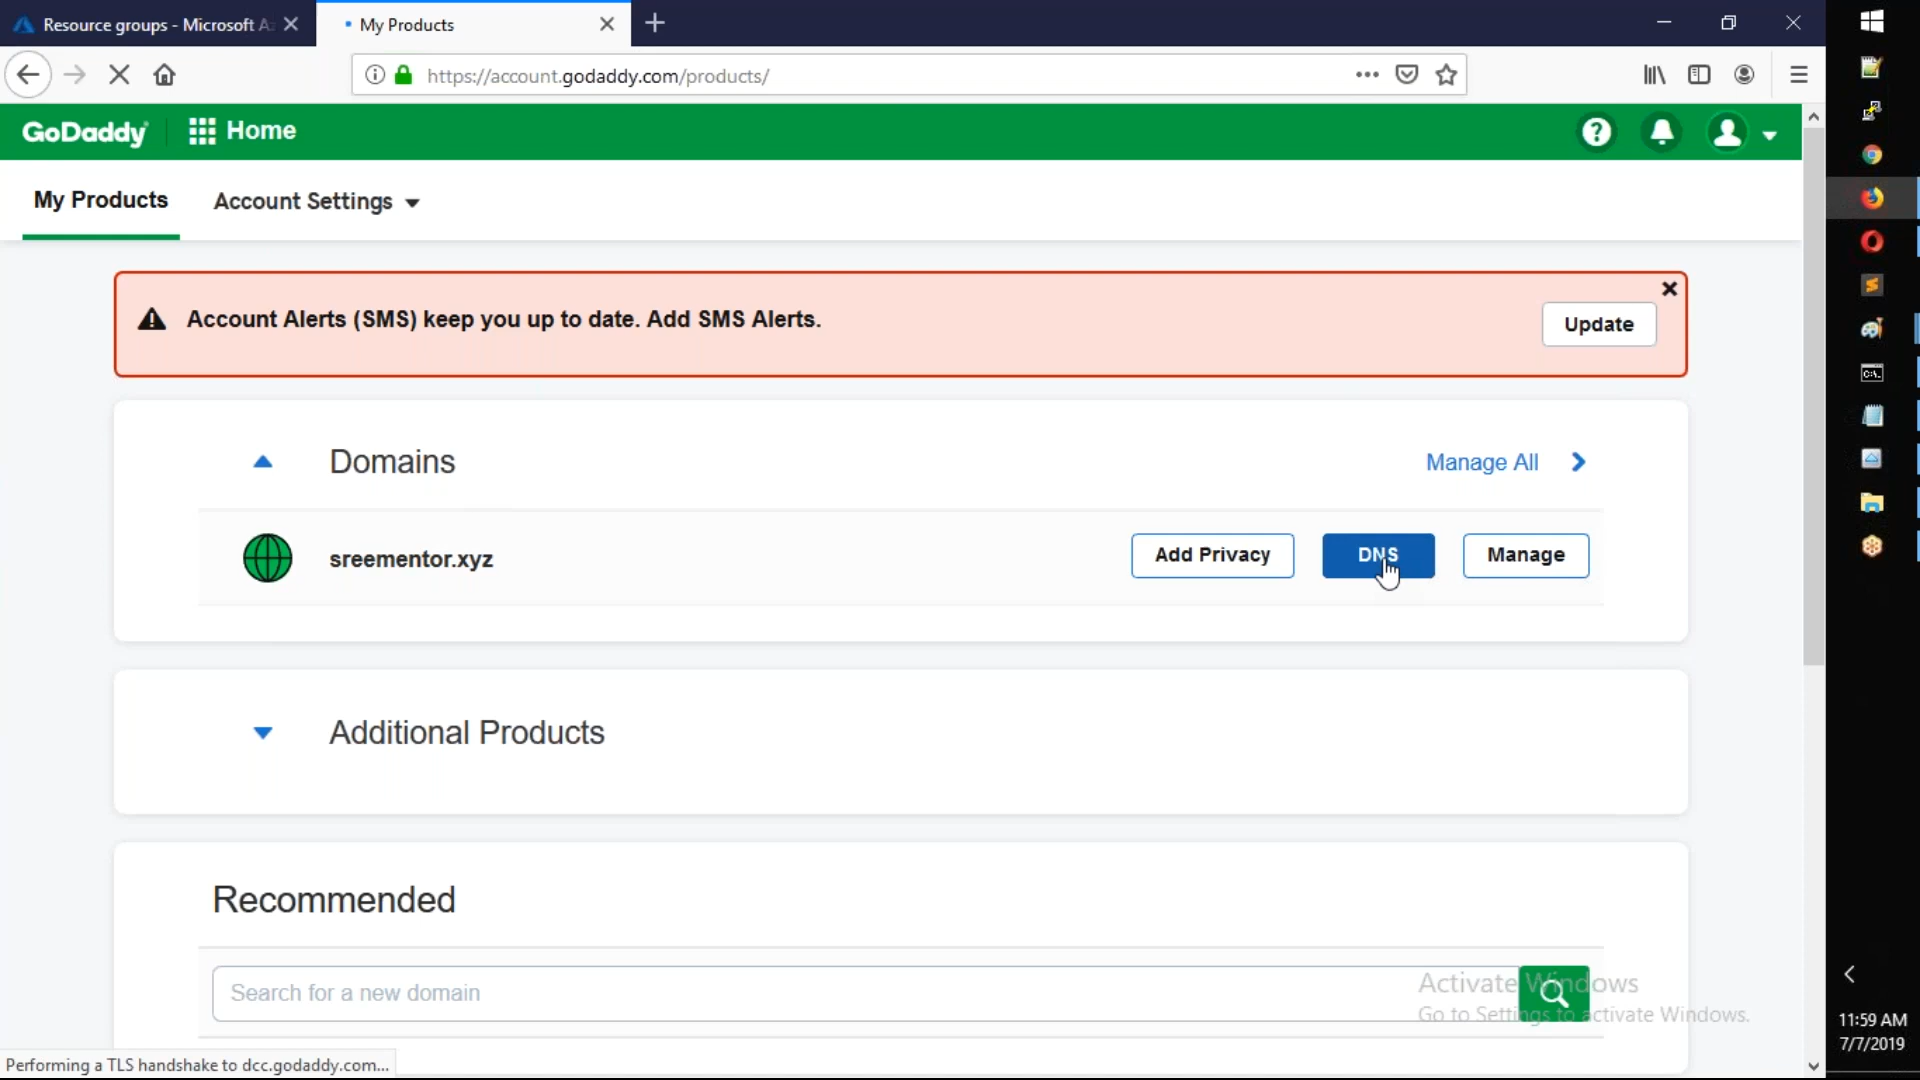 Resource groups - Microsoft A
My Products
https://account.godaddy.com/products/
GoDaddy
Home
My Products
Account Settings
Account Alerts (SMS) keep you up to date. Add SMS Alerts.
Update
Domains
Manage All
sreementor.xyz
Add Privacy
DNS
Manage
Additional Products
Recommended
Search for a new domain
Activate Windows
Go to Settings to activate Windows.
Performing a TLS handshake to dcc.godaddy.com...
11:59 AM
7/7/2019